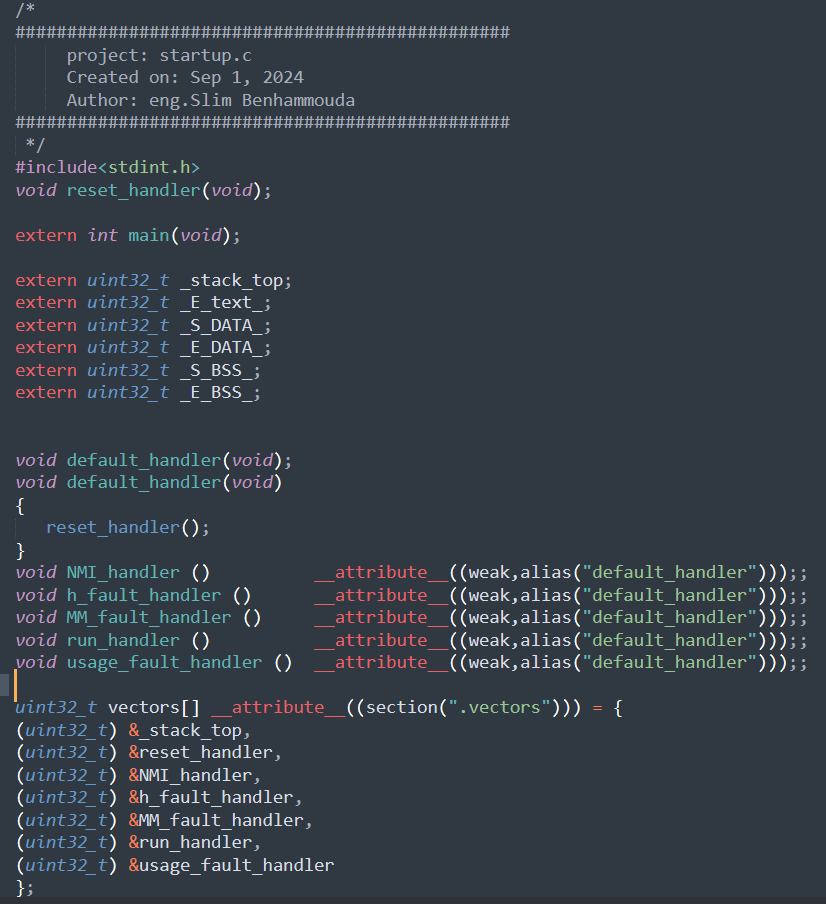 /*
################################################
project: startup.c
Created on: Sep 1, 2024
Author: eng.Slim Benhammouda
################################################
*/
#include<stdint.h>
void reset_handler(void);
extern int main(void);
extern uint32_t _stack_top;
extern uint32_t _E_text_;
extern uint32_t _S_DATA_;
extern uint32_t _E_DATA_;
extern uint32_t _S_BSS_;
extern uint32_t _E_BSS_;
void default_handler(void);
void default_handler(void)
{
reset_handler();
}
void NMI_handler () __attribute__((weak,alias("default_handler")));;
void h_fault_handler () __attribute__((weak,alias("default_handler")));;
void MM_fault_handler () __attribute__((weak,alias("default_handler")));;
void run_handler () __attribute__((weak,alias("default_handler")));;
void usage_fault_handler () __attribute__((weak,alias("default_handler")));;
uint32_t vectors[] __attribute__((section(".vectors"))) = {
(uint32_t) &_stack_top,
(uint32_t) &reset_handler,
(uint32_t) &NMI_handler,
(uint32_t) &h_fault_handler,
(uint32_t) &MM_fault_handler,
(uint32_t) &run_handler,
(uint32_t) &usage_fault_handler
};